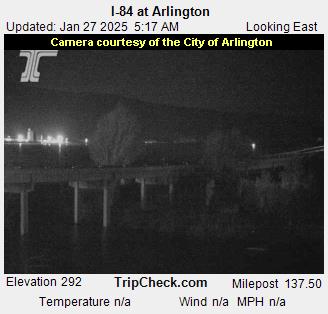 I-84 at Arlington
Updated: Jan 27 2025 5:17 AM Looking East
Camera courtesy of the City of Arlington
Elevation 292 TripCheck.com Milepost 137.50
Temperature n/a Wind n/a MPH n/a